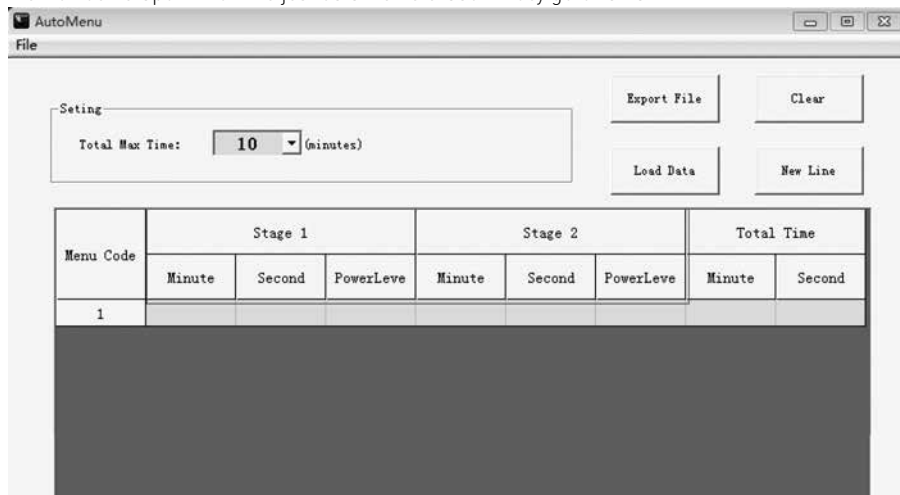 AutoMenu
File
Seting
Total Max Time: 10 (minutes)
Export File Clear
Load Data New Line
Menu Code Stage 1 Stage 2 Total Time
Minute Second PowerLeve Minute Second PowerLeve Minute Second
1